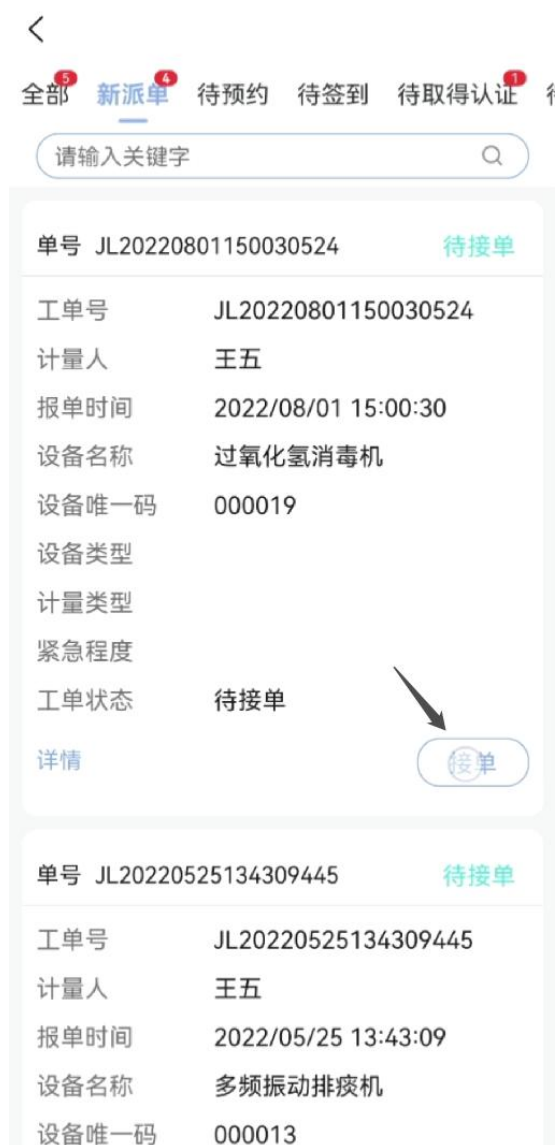 5 4 1
全部 新派单 待预约 待签到 待取得认证
请输入关键字
单号 JL20220801150030524 待接单
工单号 JL20220801150030524
计量人 王五
报单时间 2022/08/01 15:00:30
设备名称 过氧化氢消毒机
设备唯一码 000019
设备类型
计量类型
紧急程度
工单状态 待接单
详情 接单
单号 JL20220525134309445 待接单
工单号 JL20220525134309445
计量人 王五
报单时间 2022/05/25 13:43:09
设备名称 多频振动排痰机
设备唯一码 000013